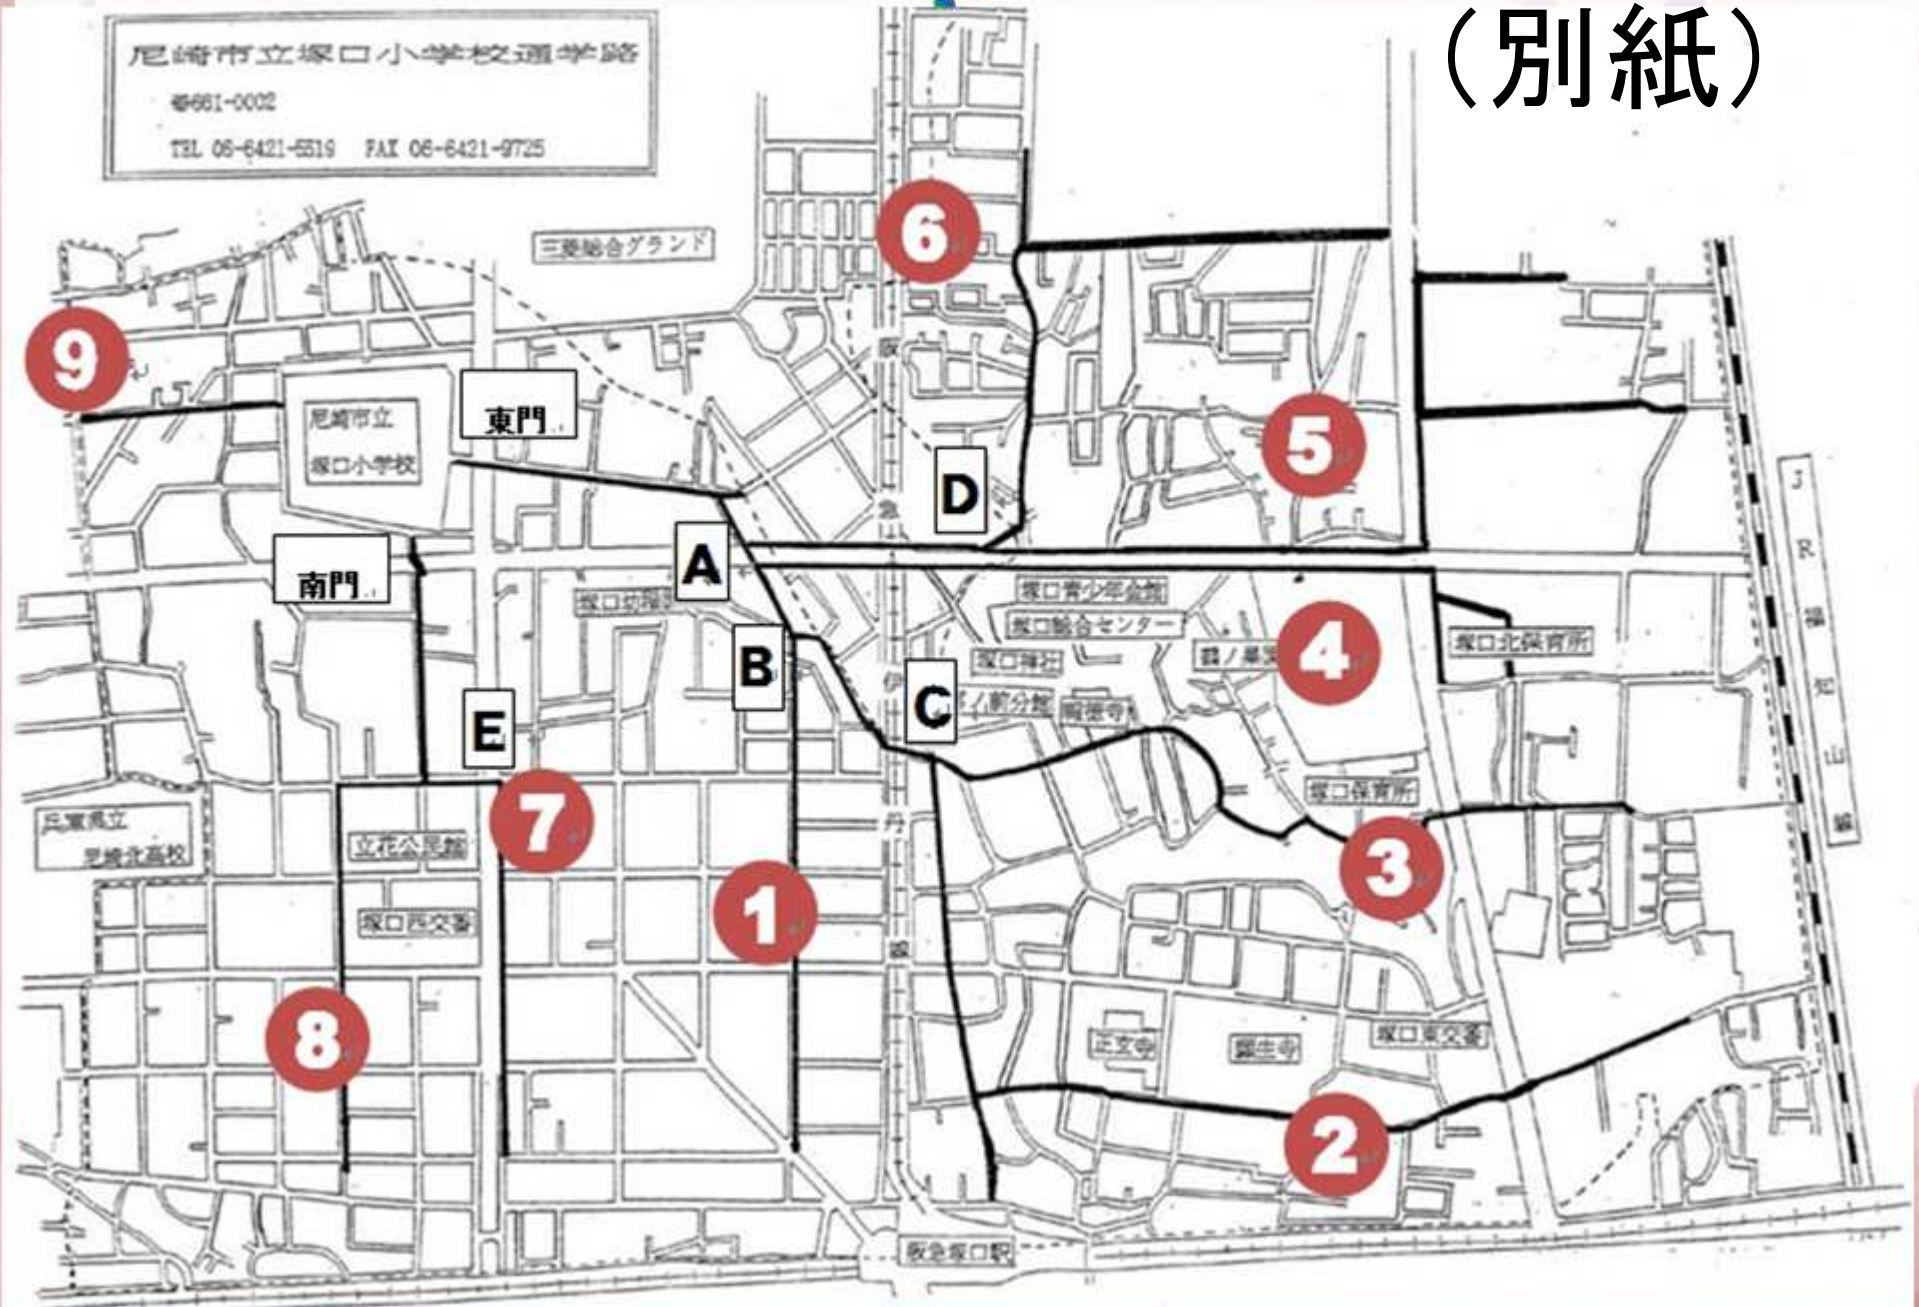 （別紙）
尼崎市立塚口小学校通学路
〒661-0002
TEL 06-6421-5519 FAX 06-6421-9725
6
三菱総合グランド
9
阪
東門
尼崎市立
塚口小学校
5
D
急
A
南門
塚口青少年会館
塚口総合センター
4
塚口北保育所
B
塚口神社
伊
C
E
塚口保育所
7
兵庫県立
尼崎北高校
立花公民館
丹
3
1
塚口西交番
線
8
正玄寺
塚口東交番
2
阪急塚口駅